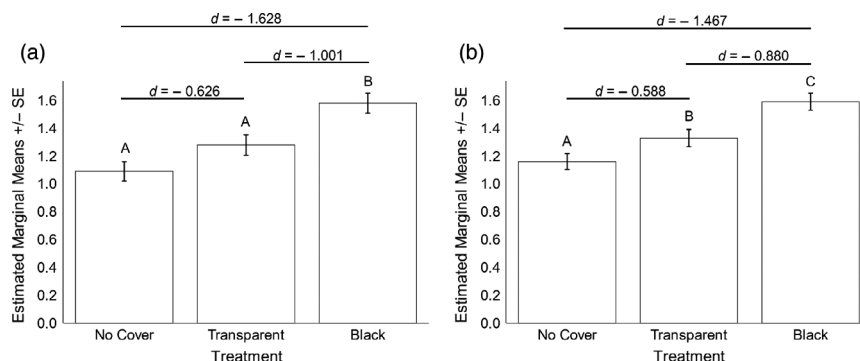 (a)
d = − 1.628
d = − 1.001
d = − 0.626
Estimated Marginal Means +/− SE
1.6
1.4
1.2
1.0
0.8
0.6
0.4
0.2
0.0
A
A
B
No Cover
Transparent
Black
Treatment
(b)
d = − 1.467
d = − 0.880
d = − 0.588
Estimated Marginal Means +/− SE
1.6
1.4
1.2
1.0
0.8
0.6
0.4
0.2
0.0
A
B
C
No Cover
Transparent
Black
Treatment